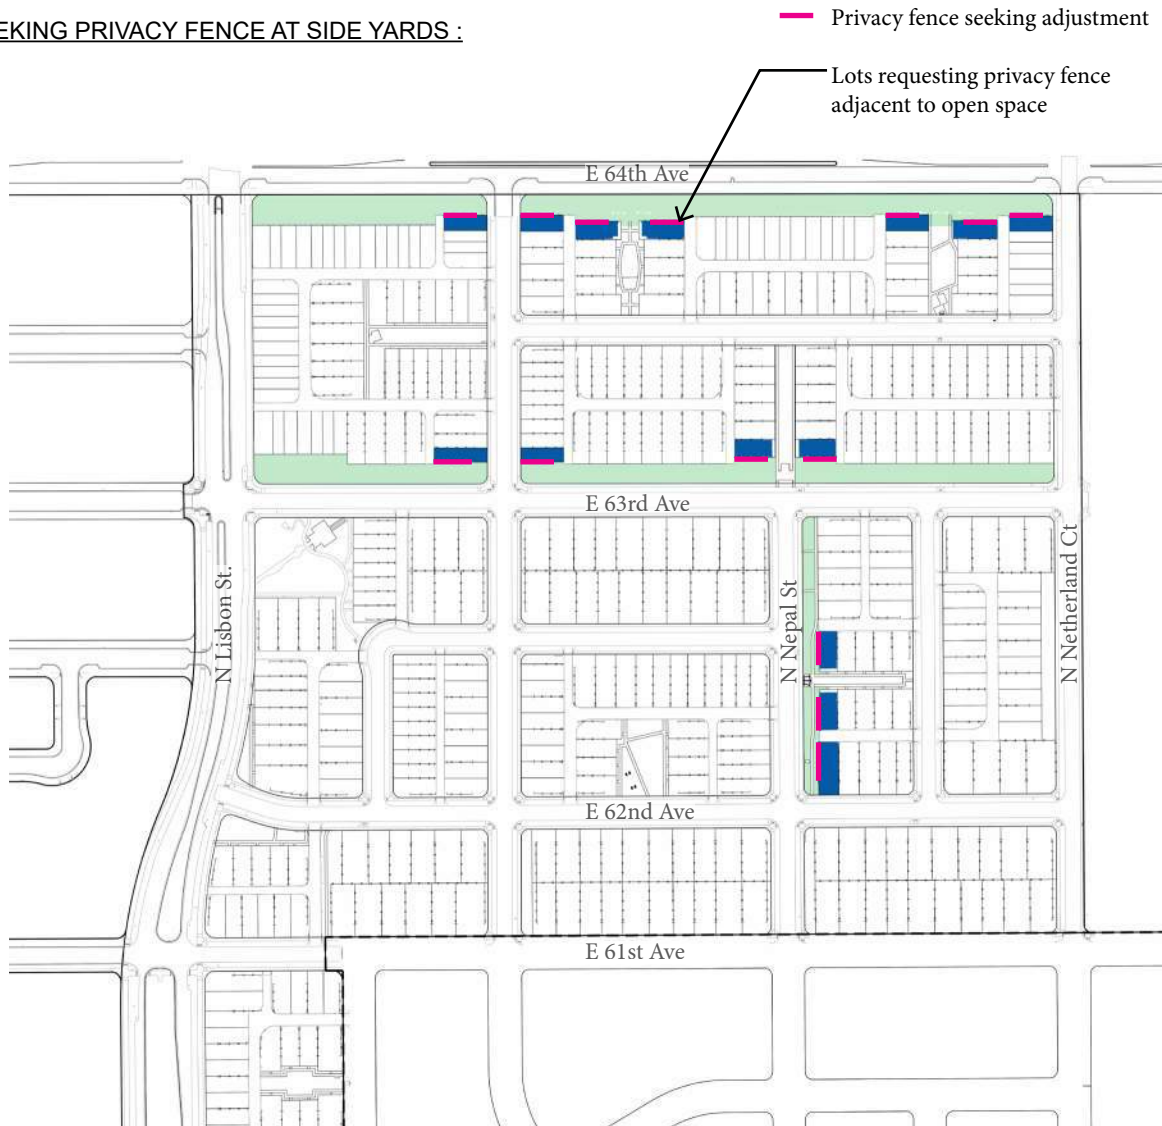 EKING PRIVACY FENCE AT SIDE YARDS :
Privacy fence seeking adjustment
Lots requesting privacy fence
adjacent to open space
E 64th Ave
E 63rd Ave
N Lisbon St.
N Nepal St
N Netherland Ct
E 62nd Ave
E 61st Ave